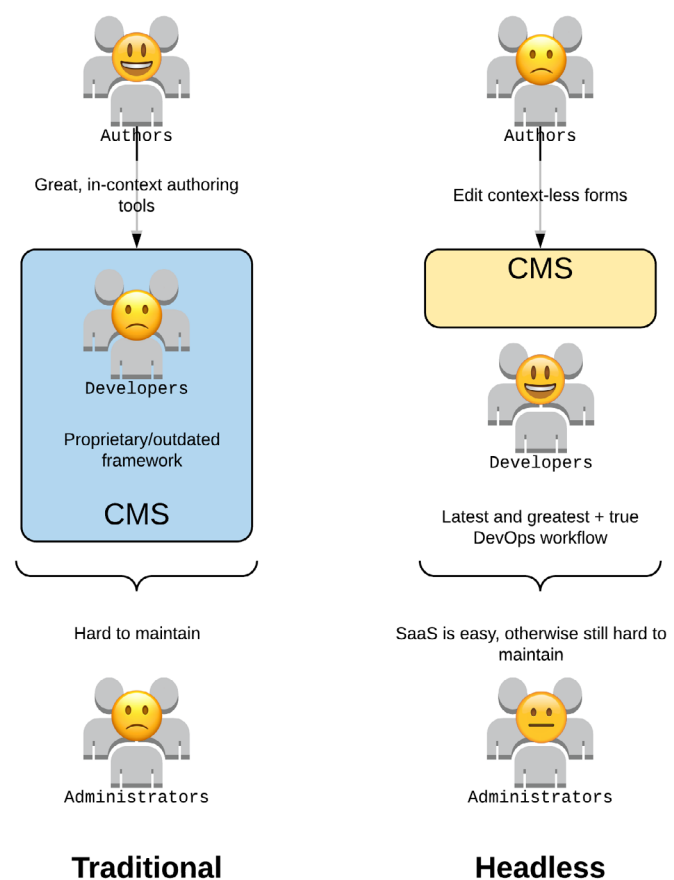 Authors
Great, in-context authoring
tools
Developers
Proprietary/outdated
framework
CMS
Hard to maintain
Administrators
Traditional
Authors
Edit context-less forms
CMS
Developers
Latest and greatest + true
DevOps workflow
SaaS is easy, otherwise still hard to
maintain
Administrators
Headless